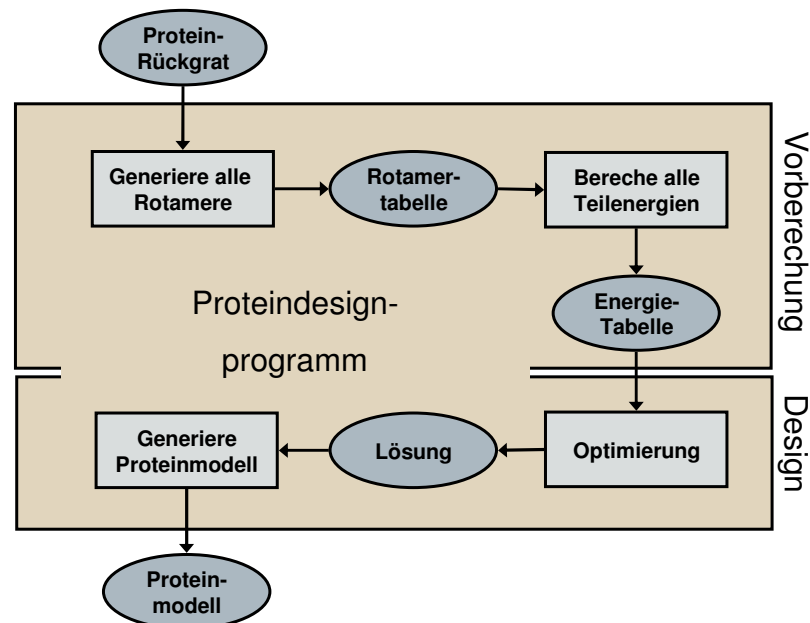 Protein-
Rückgrat
Generiere alle
Rotamere
Rotamer-
tabelle
Bereche alle
Teilenergien
Vorberechung
Energie-
Tabelle
Proteindesign-
programm
Generiere
Proteinmodell
Lösung
Optimierung
Design
Protein-
modell